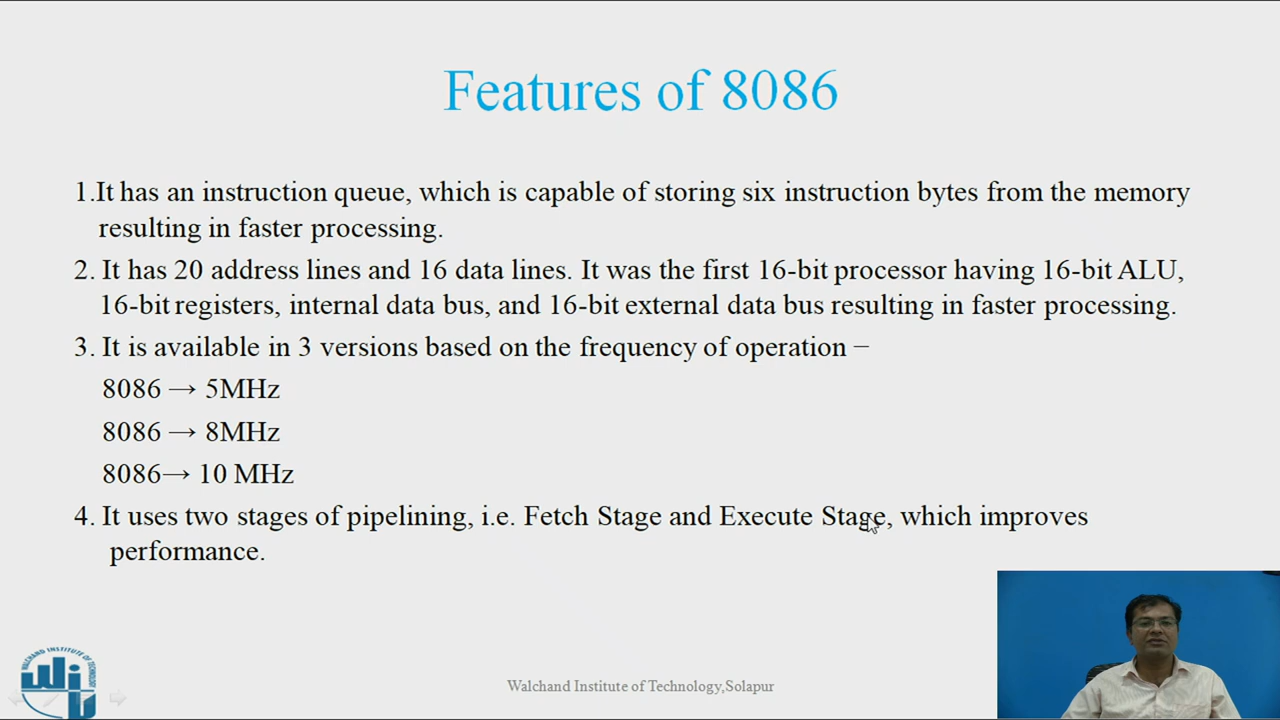 Features of 8086
1.It has an instruction queue, which is capable of storing six instruction bytes from the memory
resulting in faster processing.
2. It has 20 address lines and 16 data lines. It was the first 16-bit processor having 16-bit ALU,
16-bit registers, internal data bus, and 16-bit external data bus resulting in faster processing.
3. It is available in 3 versions based on the frequency of operation −
8086 → 5MHz
8086 → 8MHz
8086→ 10 MHz
4. It uses two stages of pipelining, i.e. Fetch Stage and Execute Stage, which improves
performance.
WALCHAND INSTITUTE OF TECHNOLOGY
WIT
Walchand Institute of Technology,Solapur